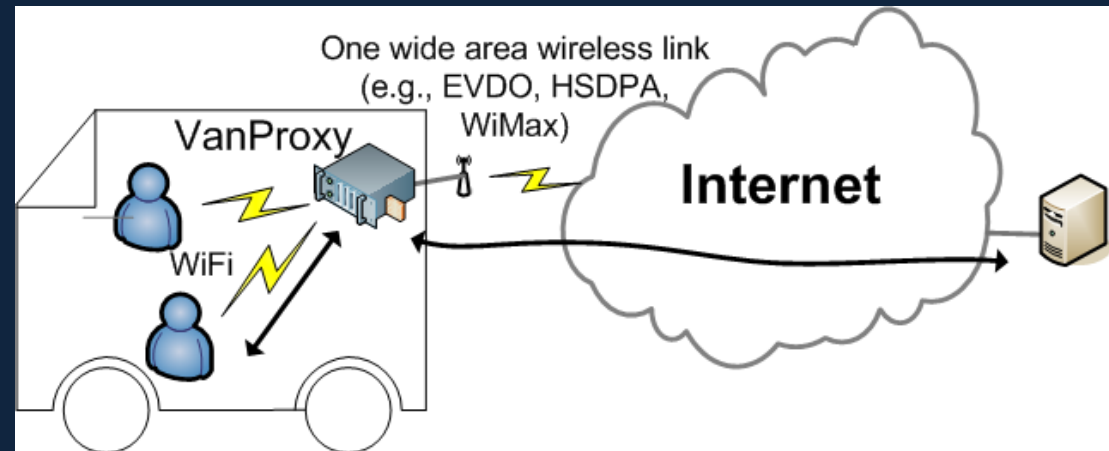 One wide area wireless link
(e.g., EVDO, HSDPA,
WiMax)
VanProxy
Internet
WiFi